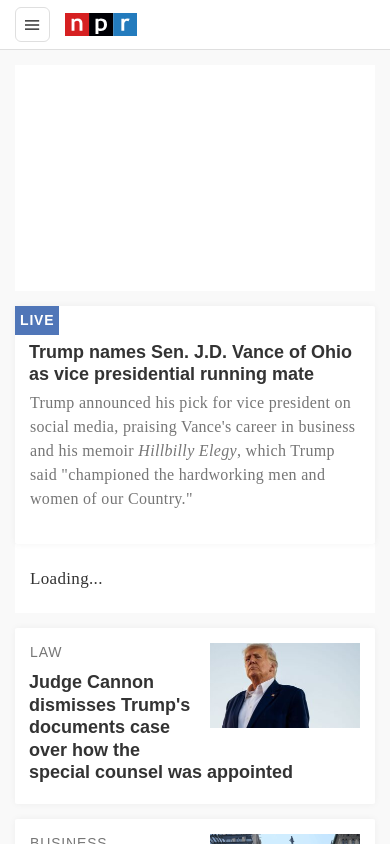 npr
LIVE
Trump names Sen. J.D. Vance of Ohio
as vice presidential running mate
Trump announced his pick for vice president on
social media, praising Vance's career in business
and his memoir Hillbilly Elegy, which Trump
said "championed the hardworking men and
women of our Country."
Loading...
LAW
Judge Cannon
dismisses Trump's
documents case
over how the
special counsel was appointed
BUSINESS